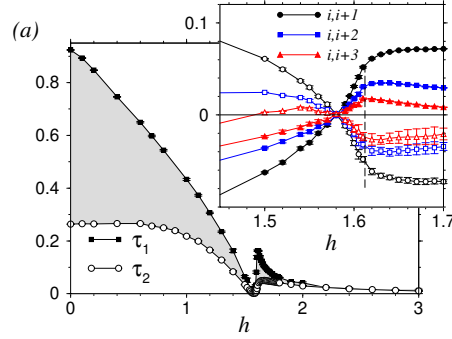 (a)
0.8
0.6
0.4
0.2
0
τ1
τ2
0 1 2 3
h
0.1
0
i,i+1
i,i+2
i,i+3
1.5 1.6 1.7
h